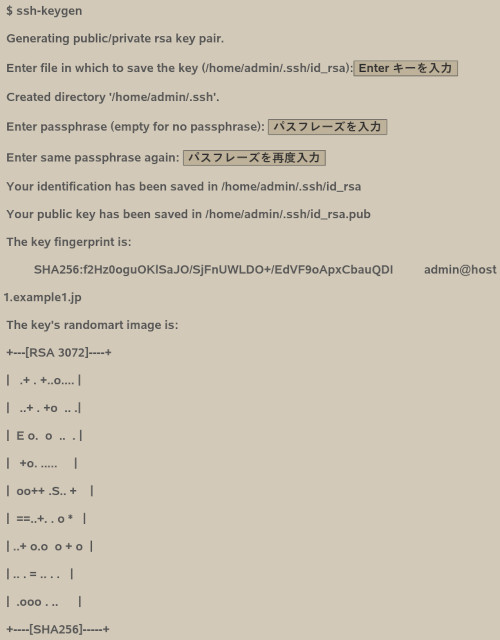 $ ssh-keygen
Generating public/private rsa key pair.
Enter file in which to save the key (/home/admin/.ssh/id_rsa): Enter キーを入力
Created directory '/home/admin/.ssh'.
Enter passphrase (empty for no passphrase): パスフレーズを入力
Enter same passphrase again: パスフレーズを再度入力
Your identification has been saved in /home/admin/.ssh/id_rsa
Your public key has been saved in /home/admin/.ssh/id_rsa.pub
The key fingerprint is:
SHA256:f2Hz0oguOKlSaJO/SjFnUWLDO+/EdVF9oApxCbauQDI admin@host
1.example1.jp
The key's randomart image is:
+---[RSA 3072]----+
|   .+ . +..o.... |
|   ..+ . +o  .. .|
|  E o.  o  ..  . |
|   +o. .....     |
|  oo++ .S.. +    |
|  ==..+. . o *   |
| ..+ o.o  o + o  |
| .. . = .. . .   |
|  .ooo . ..      |
+----[SHA256]-----+